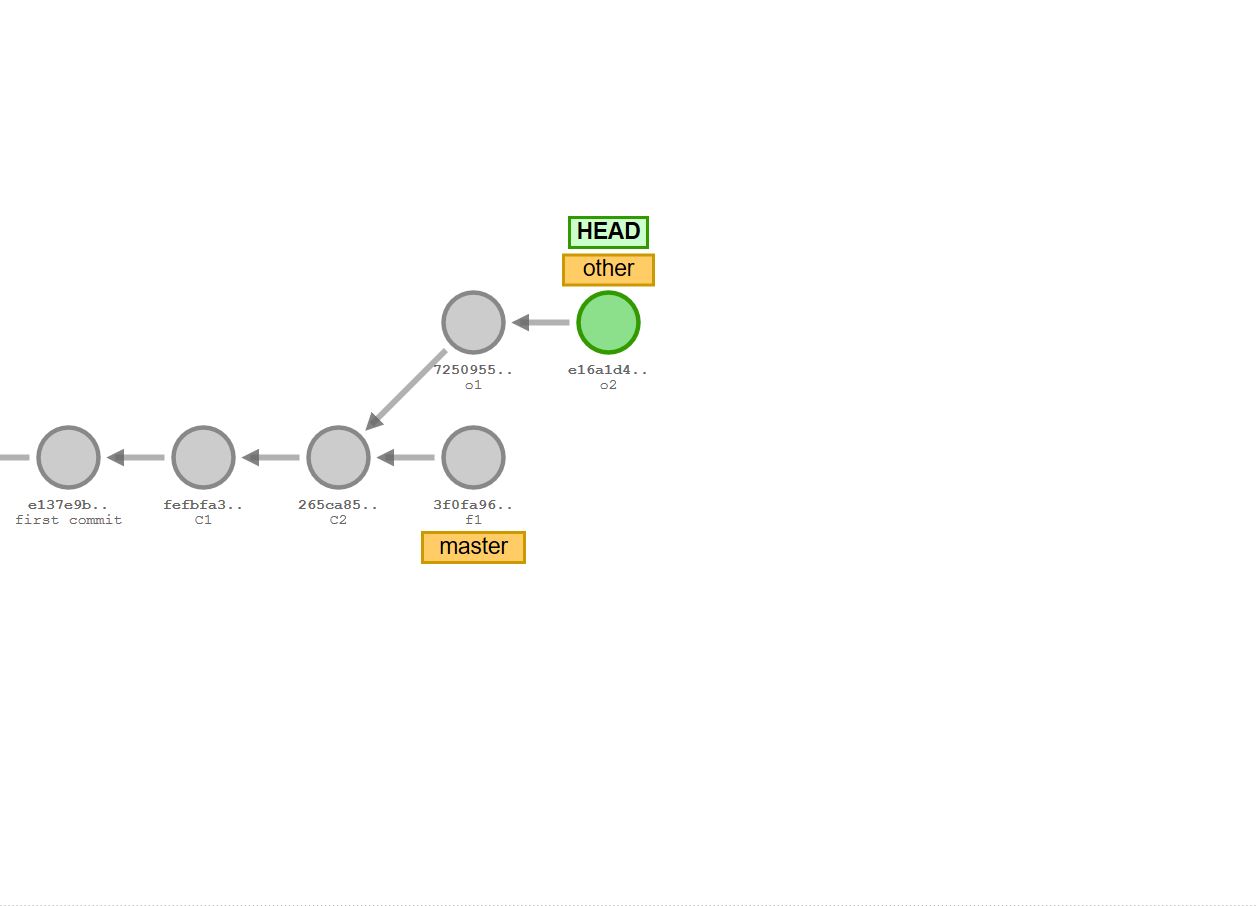 HEAD
other
7250955..
o1
e16a1d4..
o2
e137e9b..
first commit
fefbfa3..
C1
265ca85..
C2
3f0fa96..
f1
master